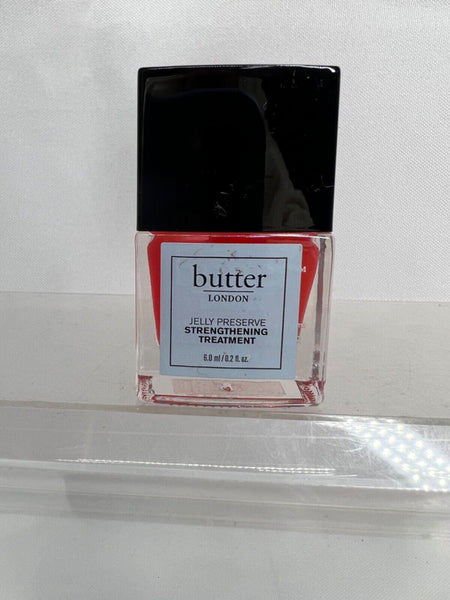 butter
LONDON
JELLY PRESERVE
STRENGTHENING
TREATMENT
6.0 ml/0.2 fl. oz.